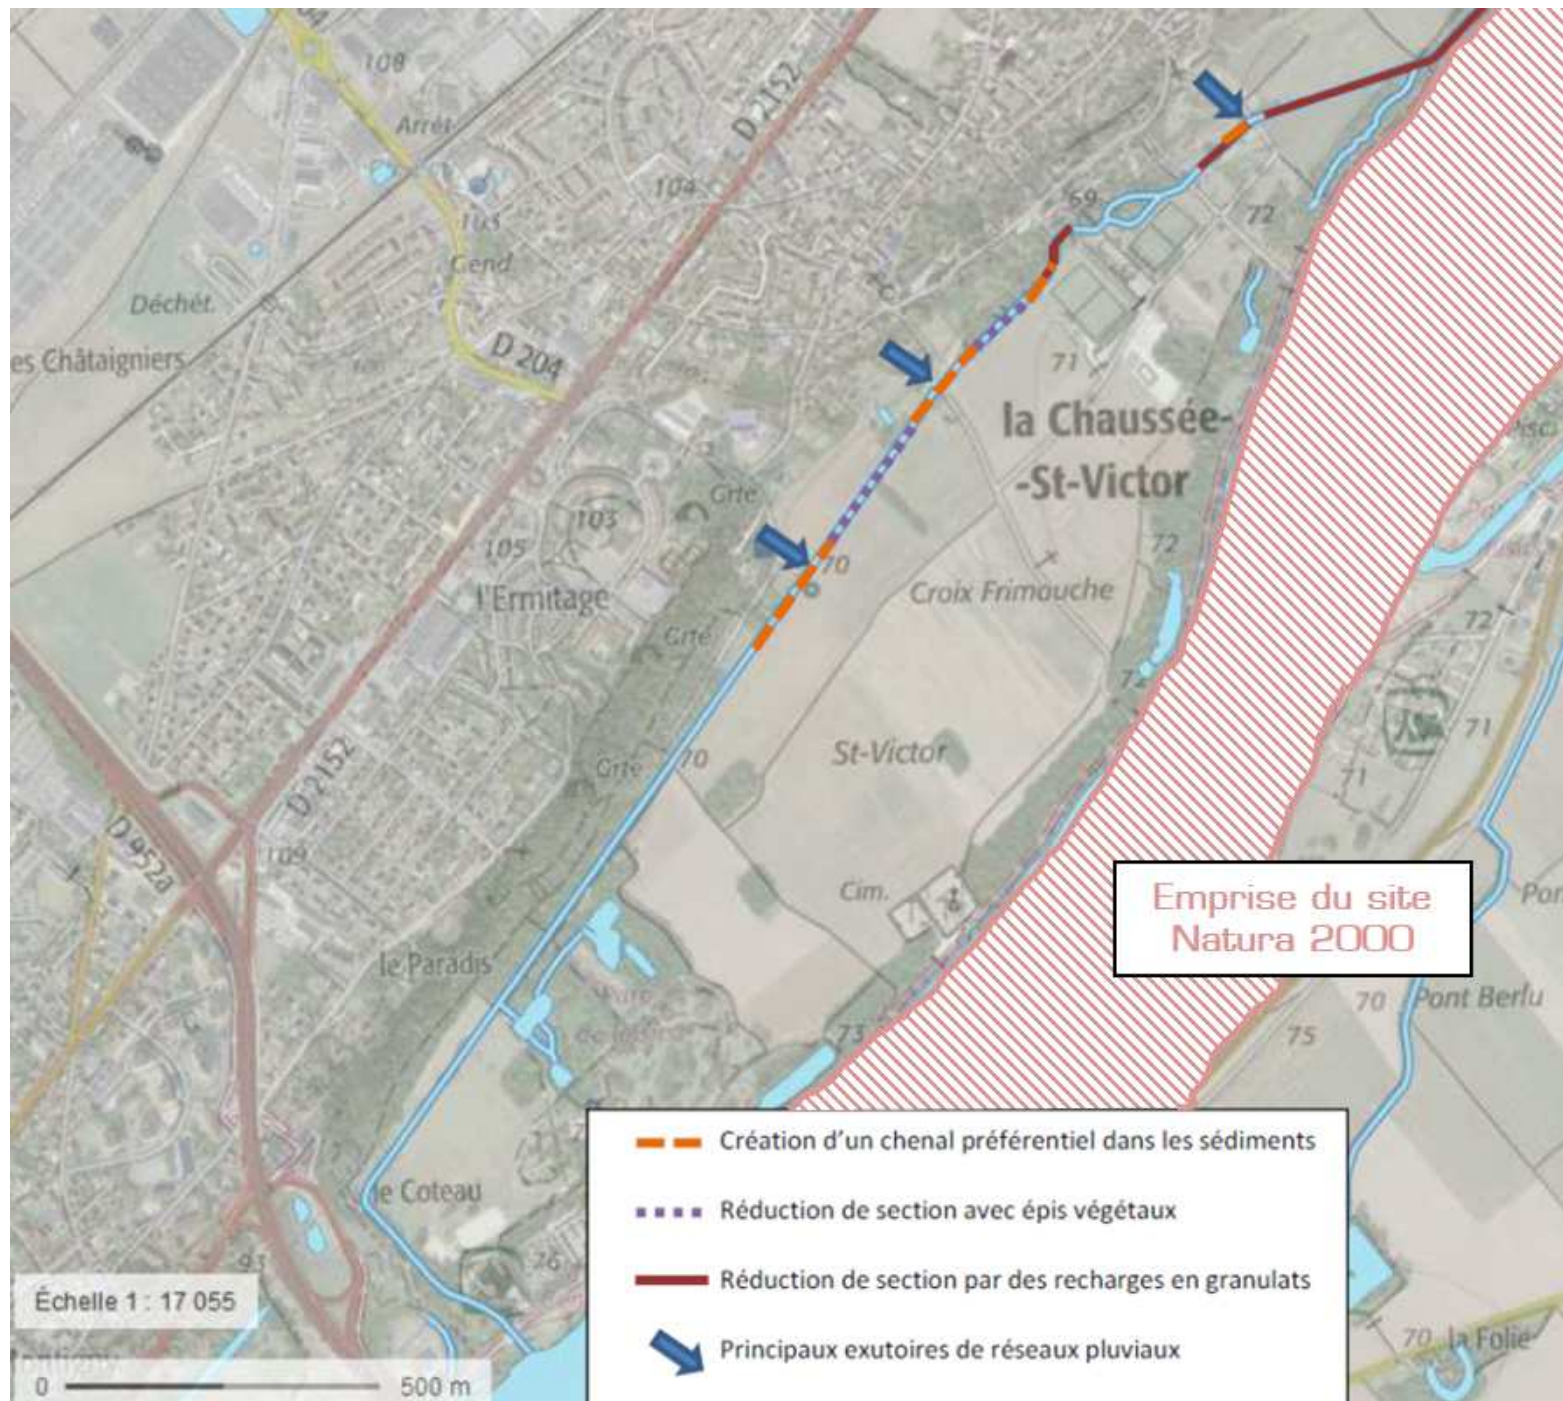 108
Arrêt
D 2152
104
103
Gend.
Déchèt.
es Châtaigniers
D 204
69
72
71
la Chaussée-
-St-Victor
Grte
103
105
70
l'Ermitage
Croix Frimouche
72
72
Grte
72
71
71
St-Victor
Grte
70
D 2152
D 952a
109
Cim.
Emprise du site
Natura 2000
le Paradis
Parc
70
Pont Berlu
75
73
le Coteau
76
93
Création d'un chenal préférentiel dans les sédiments
Réduction de section avec épis végétaux
Réduction de section par des recharges en granulats
Principaux exutoires de réseaux pluviaux
Échelle 1 : 17 055
0
500 m
70
la Folie